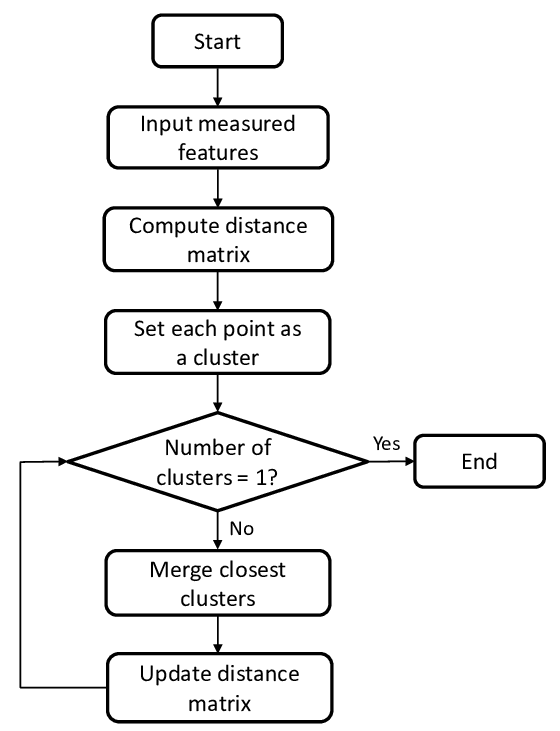 Start
Input measured
features
Compute distance
matrix
Set each point as
a cluster
Number of
clusters = 1?
Yes
End
No
Merge closest
clusters
Update distance
matrix